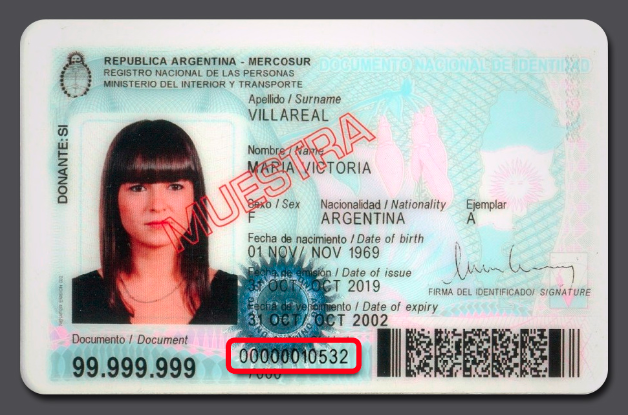 REPUBLICA ARGENTINA - MERCOSUR
REGISTRO NACIONAL DE LAS PERSONAS
MINISTERIO DEL INTERIOR Y TRANSPORTE
DOCUMENTO NACIONAL DE IDENTIDAD
Apellido / Surname
VILLAREAL
Nombre / Name
MARIA VICTORIA
MUESTRA
DONANTE: SI
Sexo / Sex Nacionalidad / Nationality Ejemplar
F ARGENTINA A
Fecha de nacimiento / Date of birth
01 NOV/ NOV 1969
Fecha de emisión / Date of issue
31 OCT / OCT 2019
FIRMA DEL IDENTIFICADO/ SIGNATURE
Fecha de vencimiento / Date of expiry
31 OCT / OCT 2002
Documento / Document
99.999.999
00000010532